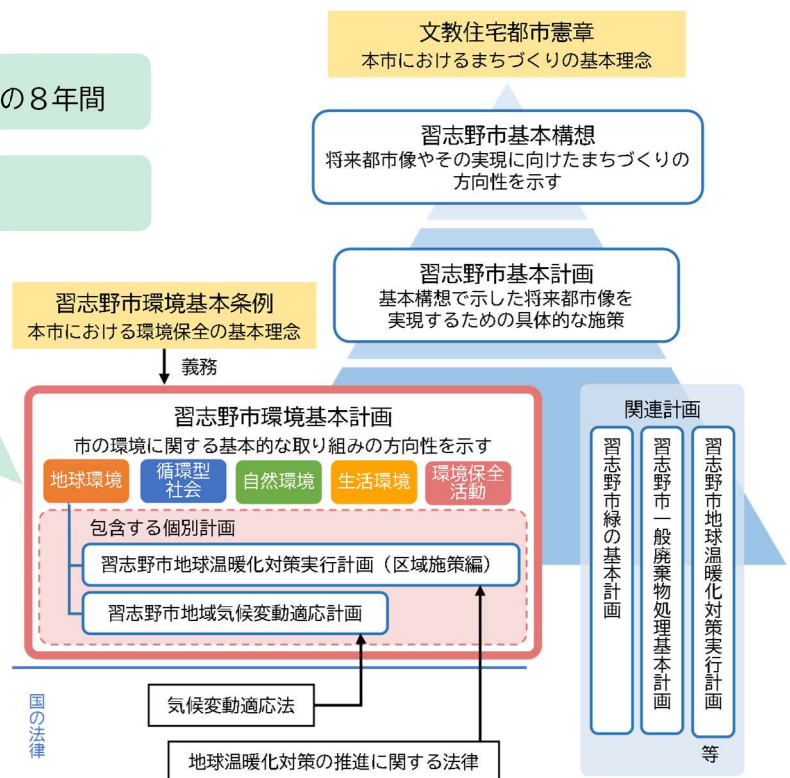 文教住宅都市憲章
本市におけるまちづくりの基本理念
の8年間
習志野市基本構想
将来都市像やその実現に向けたまちづくりの
方向性を示す
習志野市基本計画
基本構想で示した将来都市像を
実現するための具体的な施策
習志野市環境基本条例
本市における環境保全の基本理念
義務
習志野市環境基本計画
市の環境に関する基本的な取り組みの方向性を示す
地球環境
循環型
社会
自然環境
生活環境
環境保全
活動
包含する個別計画
習志野市地球温暖化対策実行計画（区域施策編）
習志野市地域気候変動適応計画
関連計画
習志野市緑の基本計画
習志野市一般廃棄物処理基本計画
習志野市地球温暖化対策実行計画
等
国の法律
気候変動適応法
地球温暖化対策の推進に関する法律